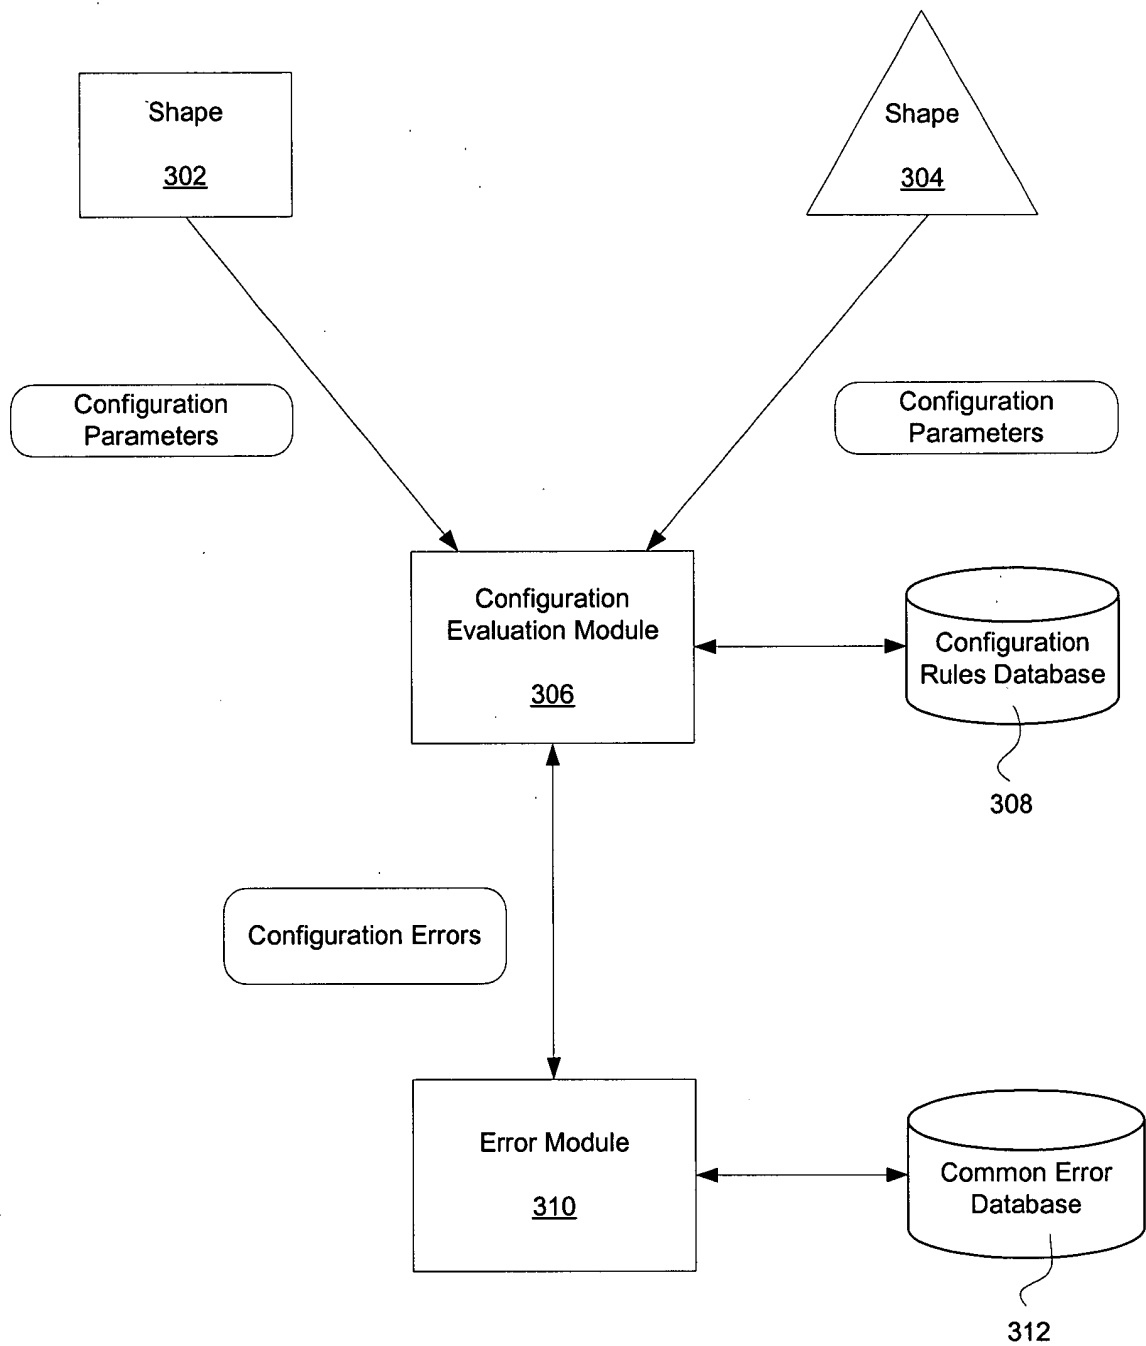 Shape
302
Shape
304
Configuration
Parameters
Configuration
Parameters
Configuration
Evaluation Module
306
Configuration
Rules Database
308
Configuration Errors
Error Module
310
Common Error
Database
312